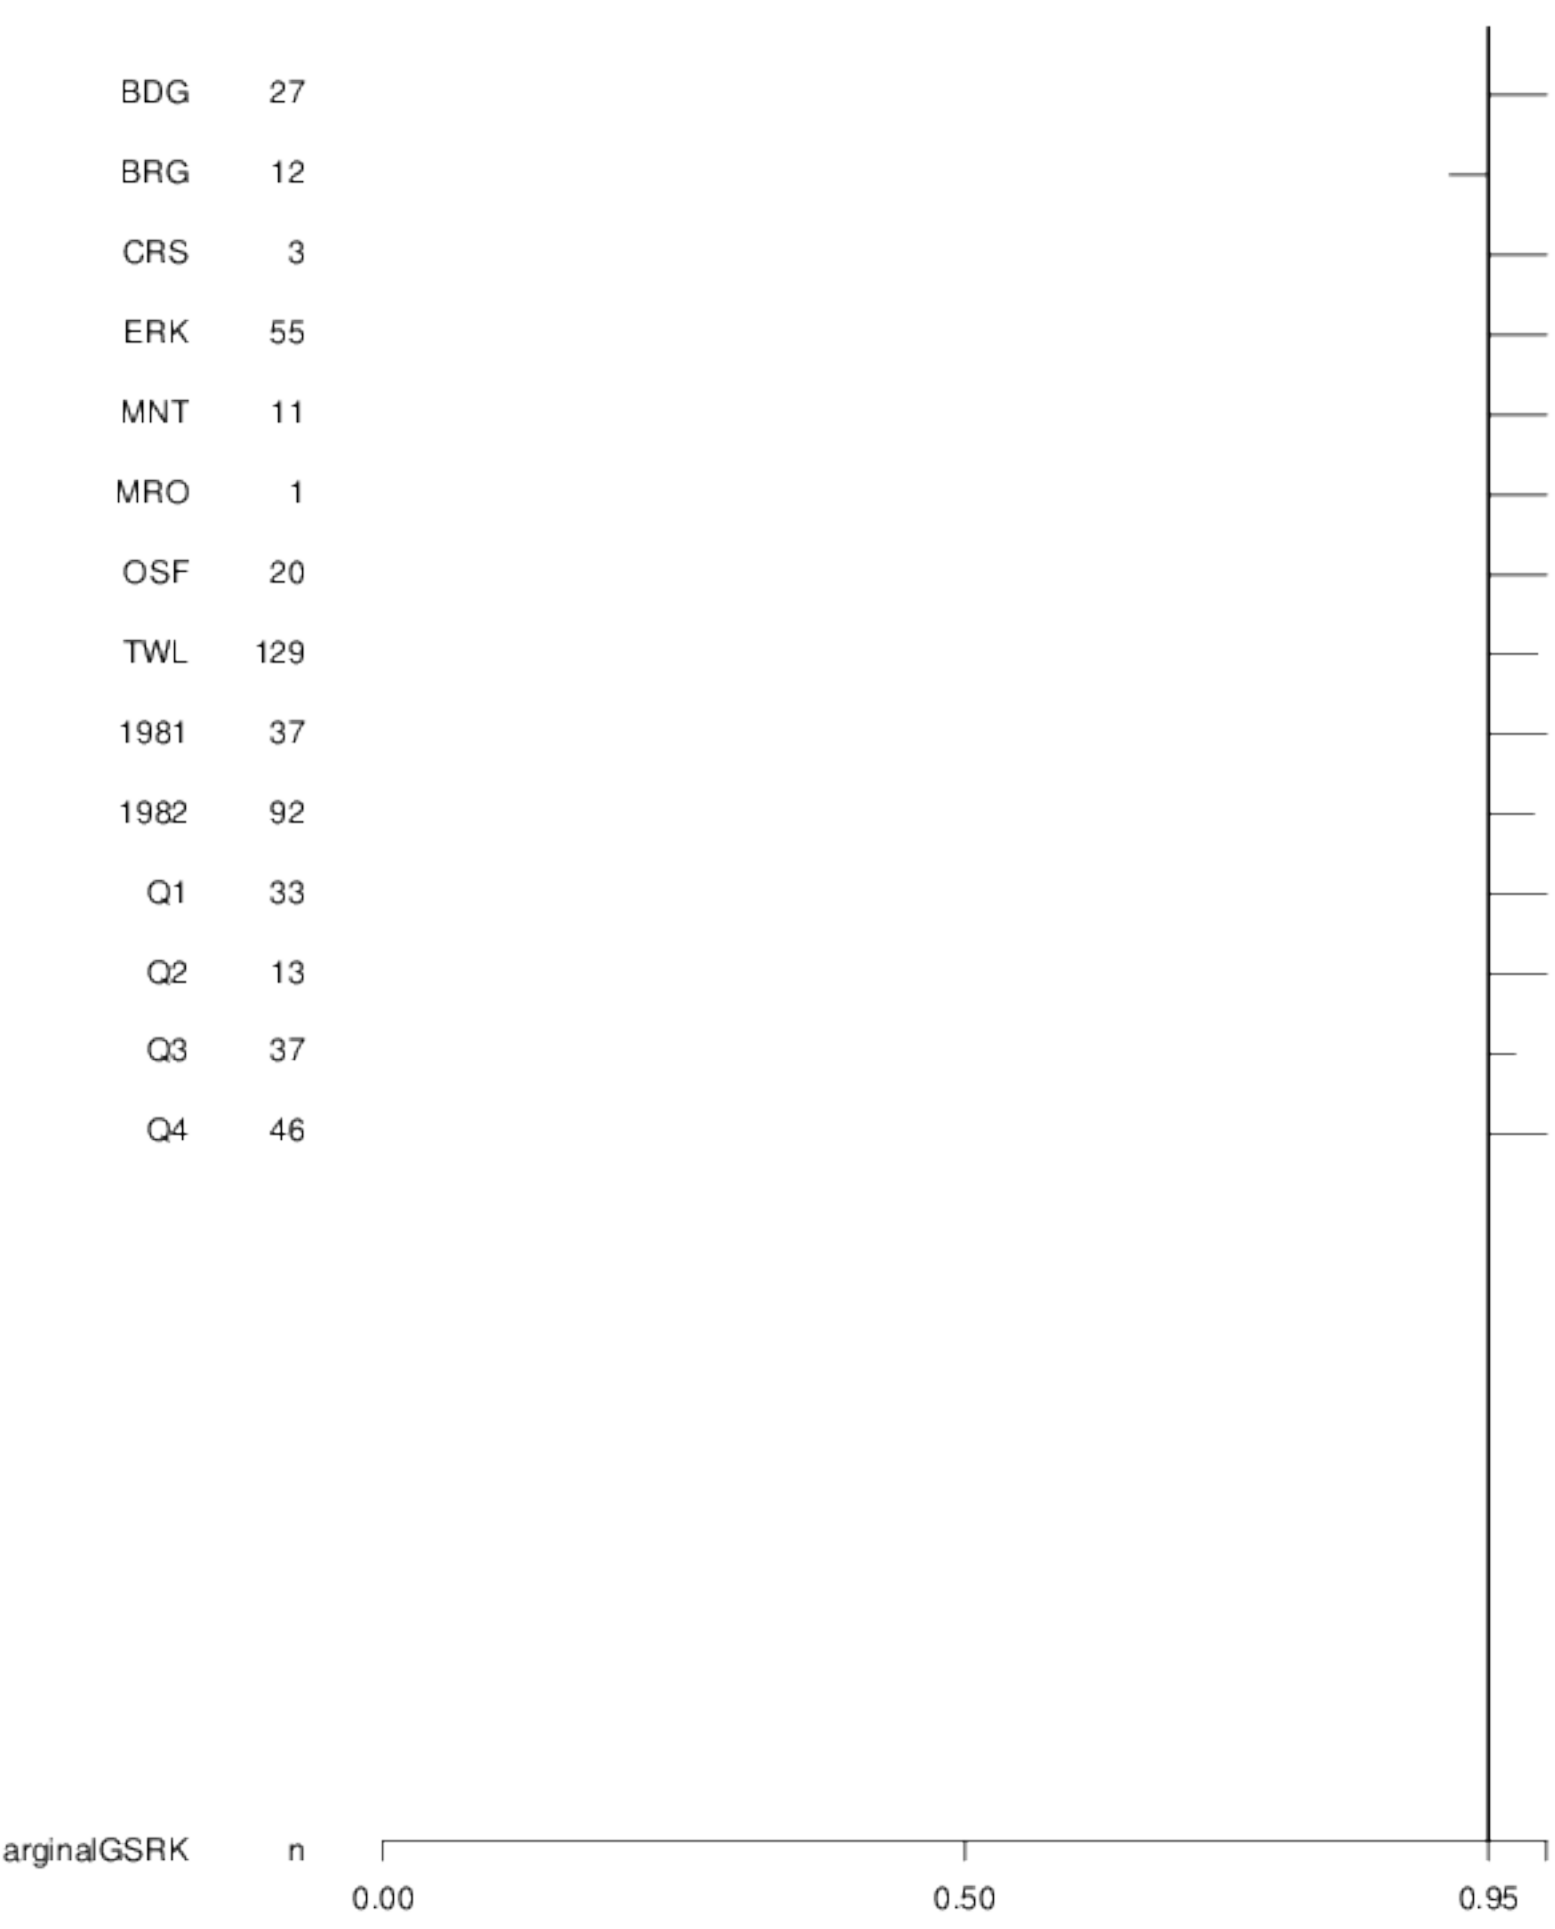 BDG 27
BRG 12
CRS 3
ERK 55
MNT 11
MRO 1
OSF 20
TWL 129
1981 37
1982 92
Q1 33
Q2 13
Q3 37
Q4 46
arginalGSRK n
0.00 0.50 0.95